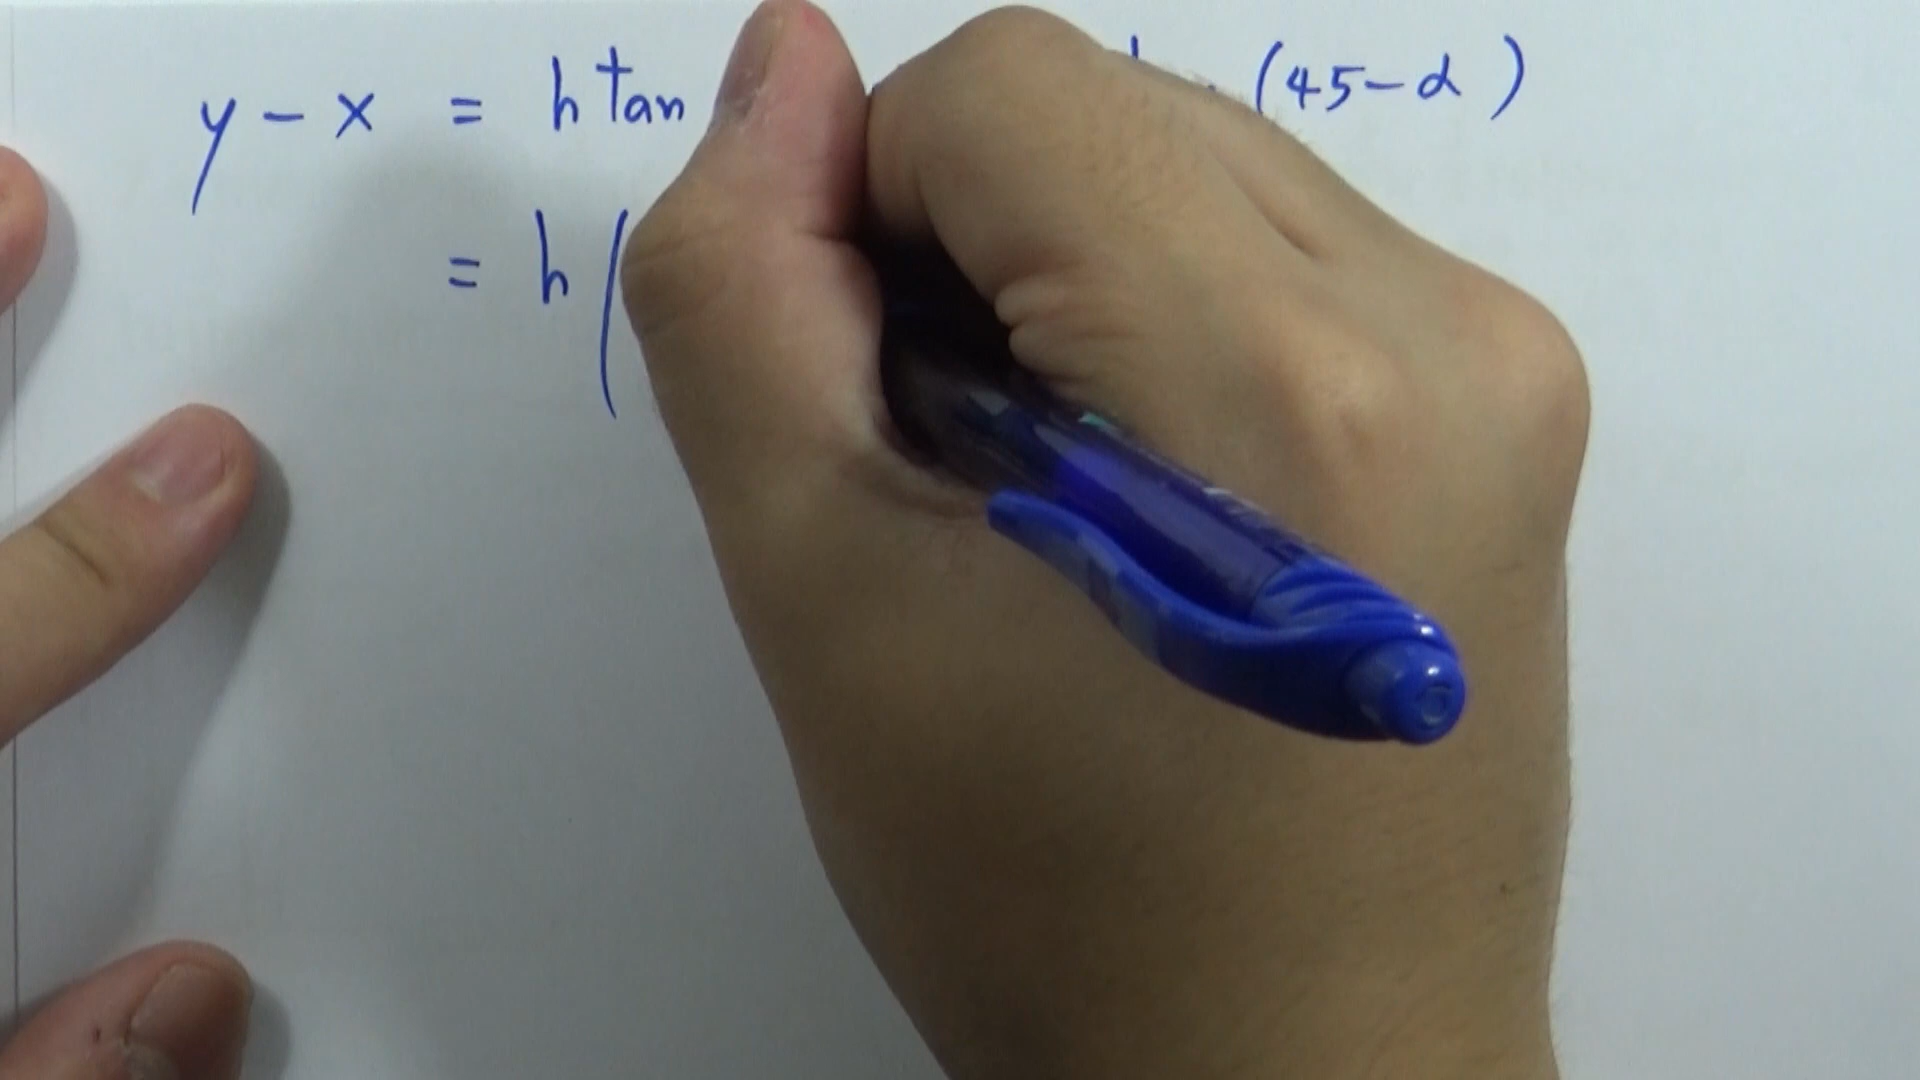 y - x = h tan (45-α)
= h (